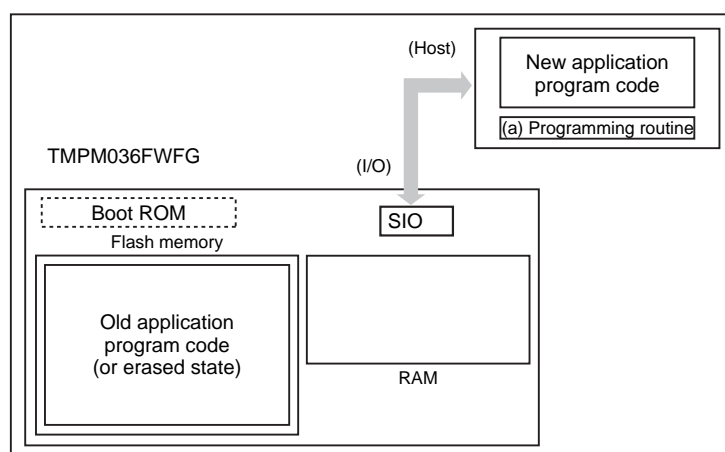 (Host)
New application
program code
(a) Programming routine
TMPM036FWFG
(I/O)
Boot ROM
SIO
Flash memory
Old application
program code
(or erased state)
RAM